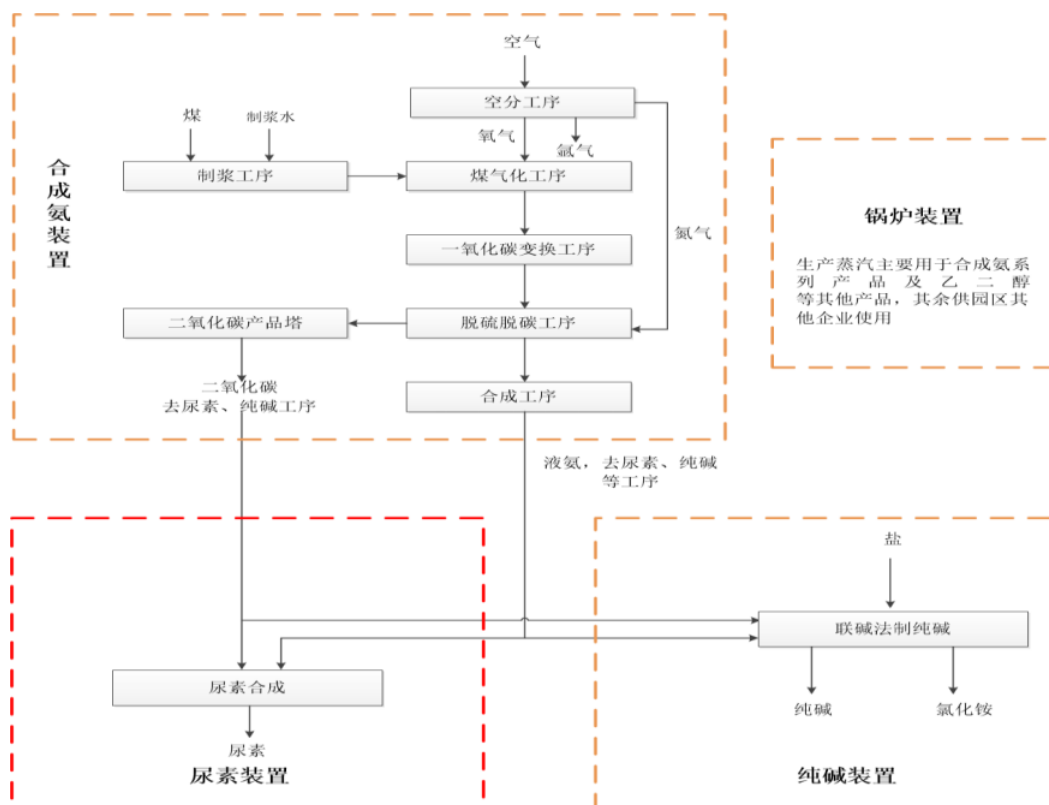 空气
空分工序
煤
制浆水
氧气
氩气
合成氨装置
制浆工序
煤气化工序
氮气
锅炉装置
一氧化碳变换工序
生产蒸汽主要用于合成氨系
列产品及乙二醇
等其他产品，其余供园区其
他企业使用
二氧化碳产品塔
脱硫脱碳工序
二氧化碳
去尿素、纯碱工序
合成工序
液氨，去尿素、纯碱
等工序
盐
联碱法制纯碱
尿素合成
纯碱
氯化铵
尿素
尿素装置
纯碱装置